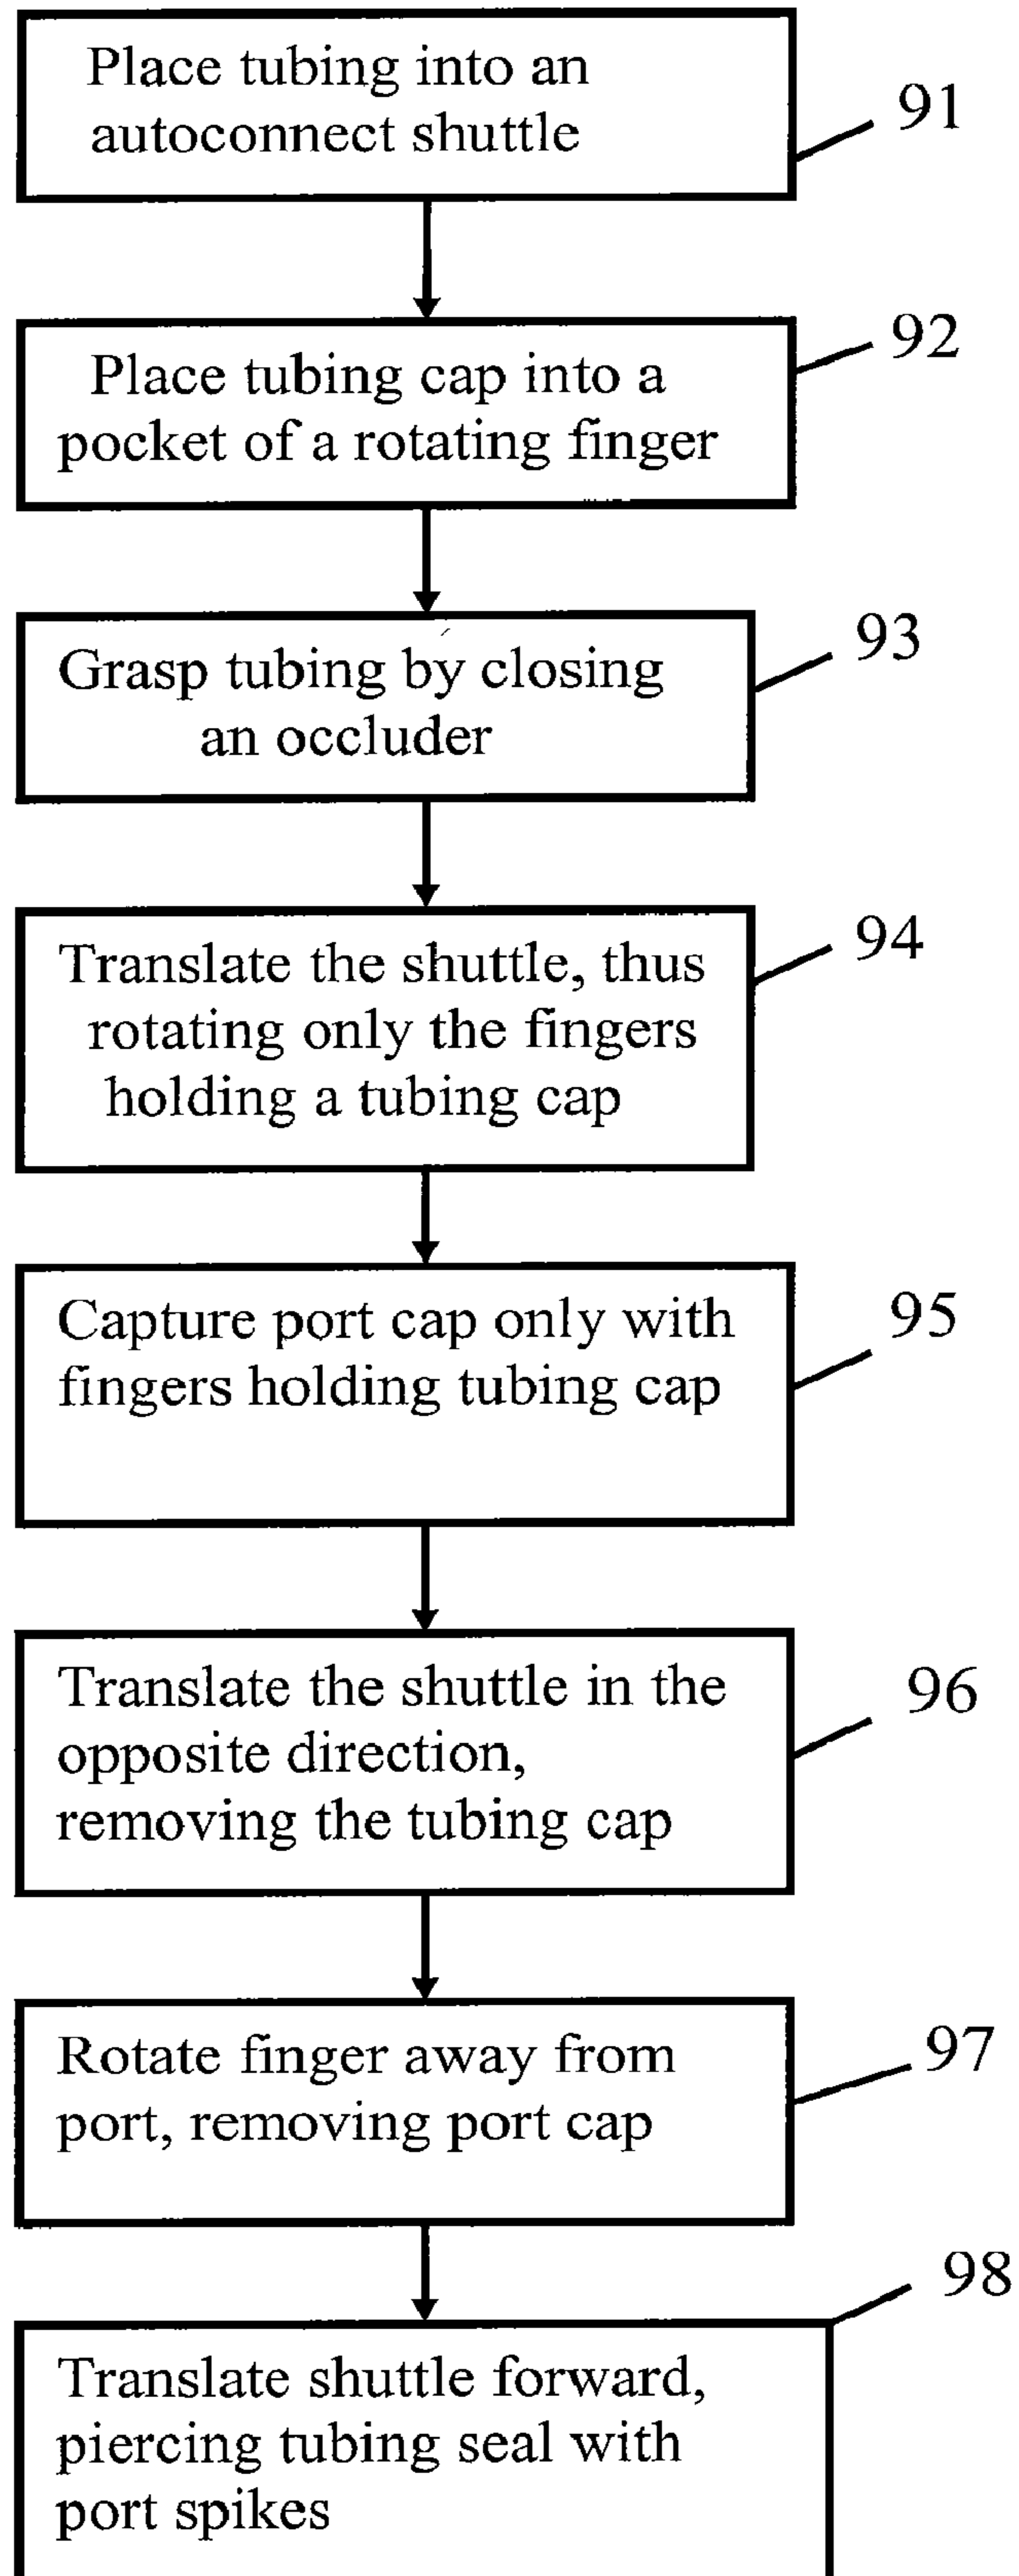 Place tubing into an
autoconnect shuttle
91
Place tubing cap into a
pocket of a rotating finger
92
Grasp tubing by closing
an occluder
93
Translate the shuttle, thus
rotating only the fingers
holding a tubing cap
94
Capture port cap only with
fingers holding tubing cap
95
Translate the shuttle in the
opposite direction,
removing the tubing cap
96
Rotate finger away from
port, removing port cap
97
Translate shuttle forward,
piercing tubing seal with
port spikes
98